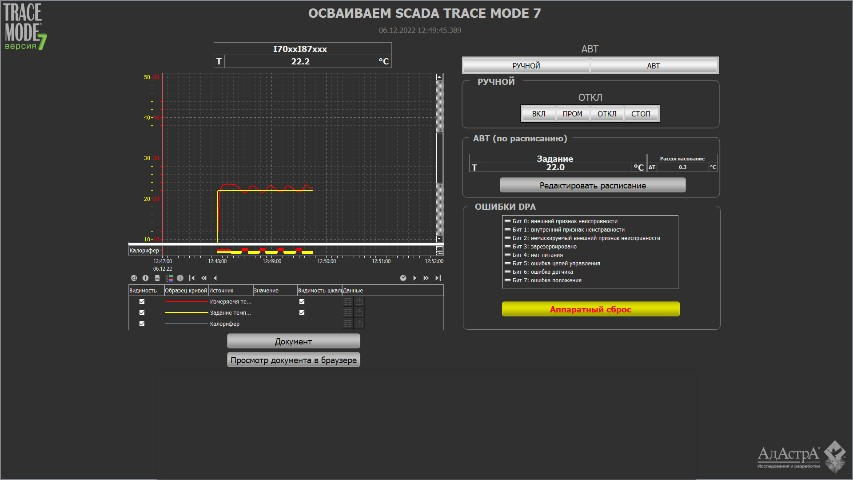 TRACE
MODE
версия 7
ОСВАИВАЕМ SCADA TRACE MODE 7
06.12.2022 12:49:45.389
I70xxI87xxx
T 22.2 °C
50
40
30
20
10
Калорифер
12:47:00 12:48:00 12:49:00 12:50:00 12:51:00 12:52:00
06.12.22
Видимость Образец кривой Источник Значение Видимость шкалы Данные
Измеряемя те...
Задание темп...
Калорифер
Документ
Просмотр документа в браузере
АВТ
РУЧНОЙ АВТ
РУЧНОЙ
ОТКЛ
ВКЛ ПРОМ ОТКЛ СТОП
АВТ (по расписанию)
Задание
T 22.0 °C
ΔT 0.3 °C
Редактировать расписание
ОШИБКИ DPA
Бит 0: внешний признак неисправности
Бит 1: внутренний признак неисправности
Бит 2: немаскируемый внешний признак неисправности
Бит 3: зарезервировано
Бит 4: нет питания
Бит 5: ошибка цепей управления
Бит 6: ошибка датчика
Бит 7: ошибка положения
Аппаратный сброс
АдАстрА
Исследования и разработки